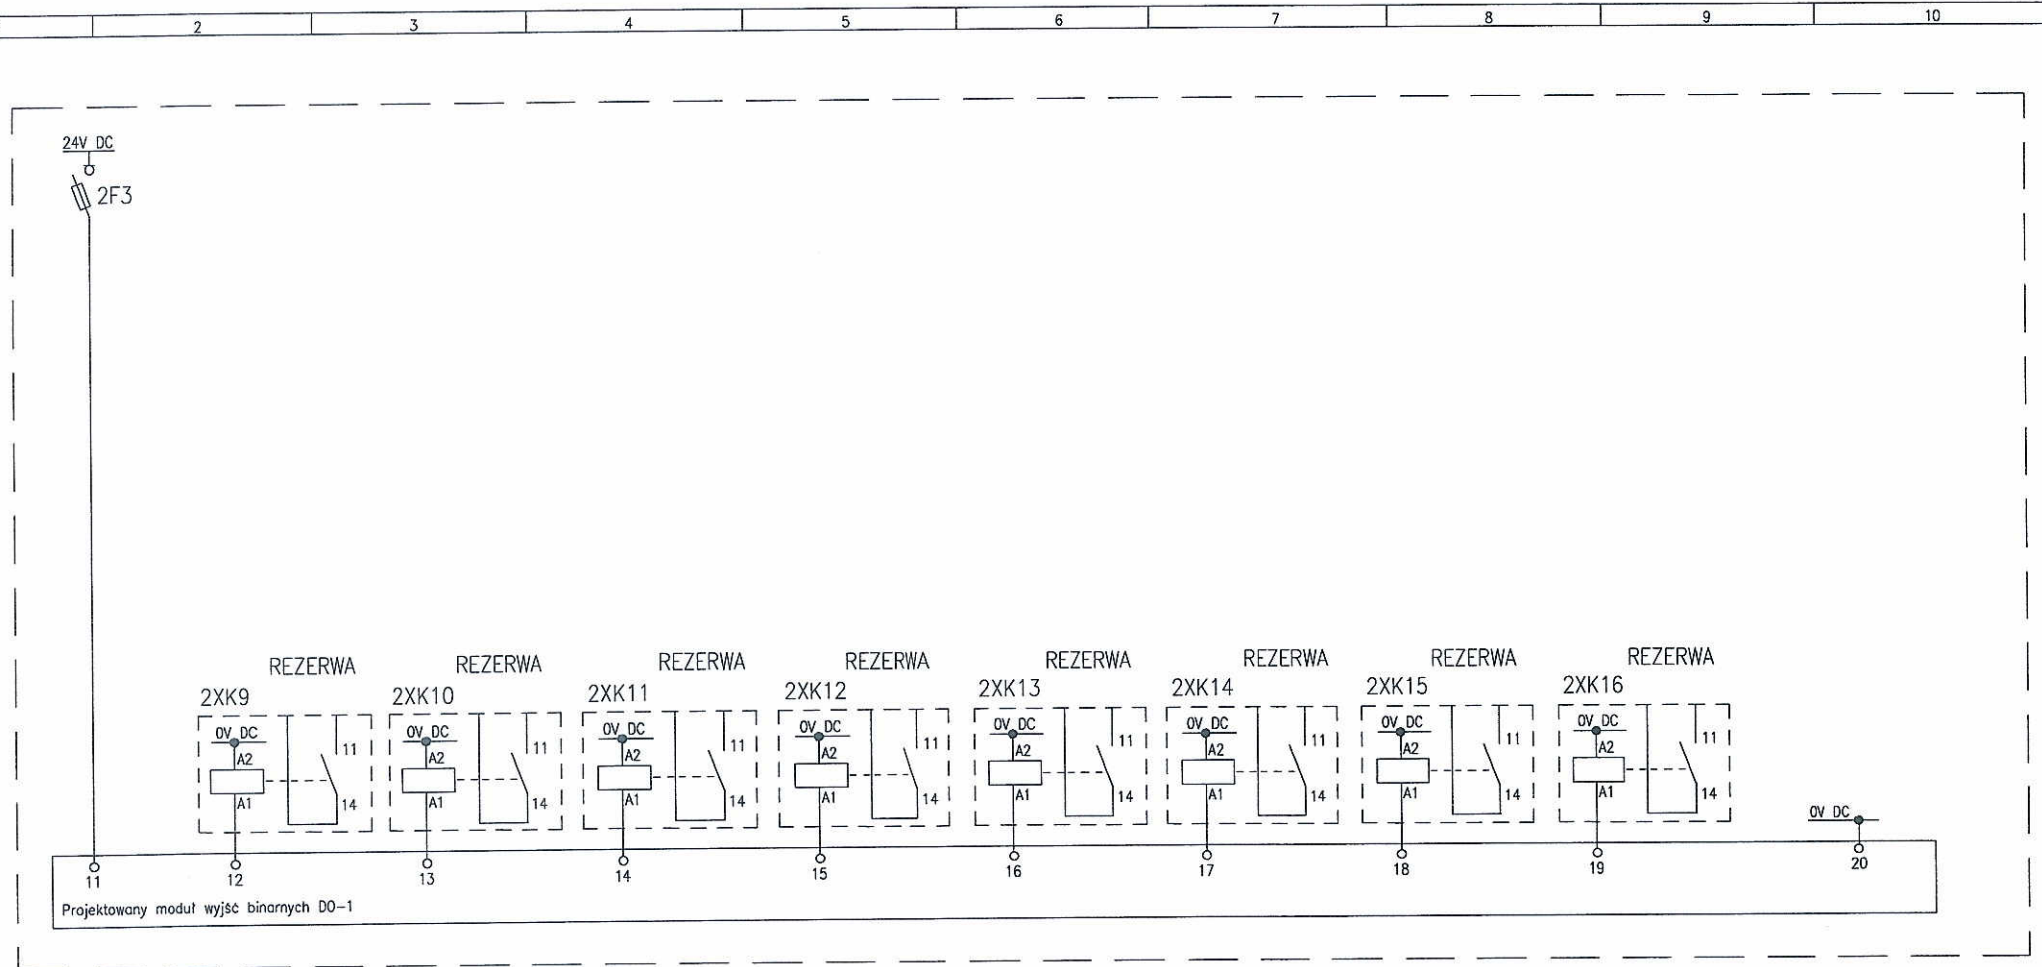 2 3 4 5 6 7 8 9 10
24V DC
2F3
REZERWA REZERWA REZERWA REZERWA REZERWA REZERWA REZERWA REZERWA
2XK9 2XK10 2XK11 2XK12 2XK13 2XK14 2XK15 2XK16
0V DC 0V DC 0V DC 0V DC 0V DC 0V DC 0V DC 0V DC
A2 11 A2 11 A2 11 A2 11 A2 11 A2 11 A2 11 A2 11
A1 14 A1 14 A1 14 A1 14 A1 14 A1 14 A1 14 A1 14
0V DC
11 12 13 14 15 16 17 18 19 20
Projektowany moduł wyjść binarnych DO-1